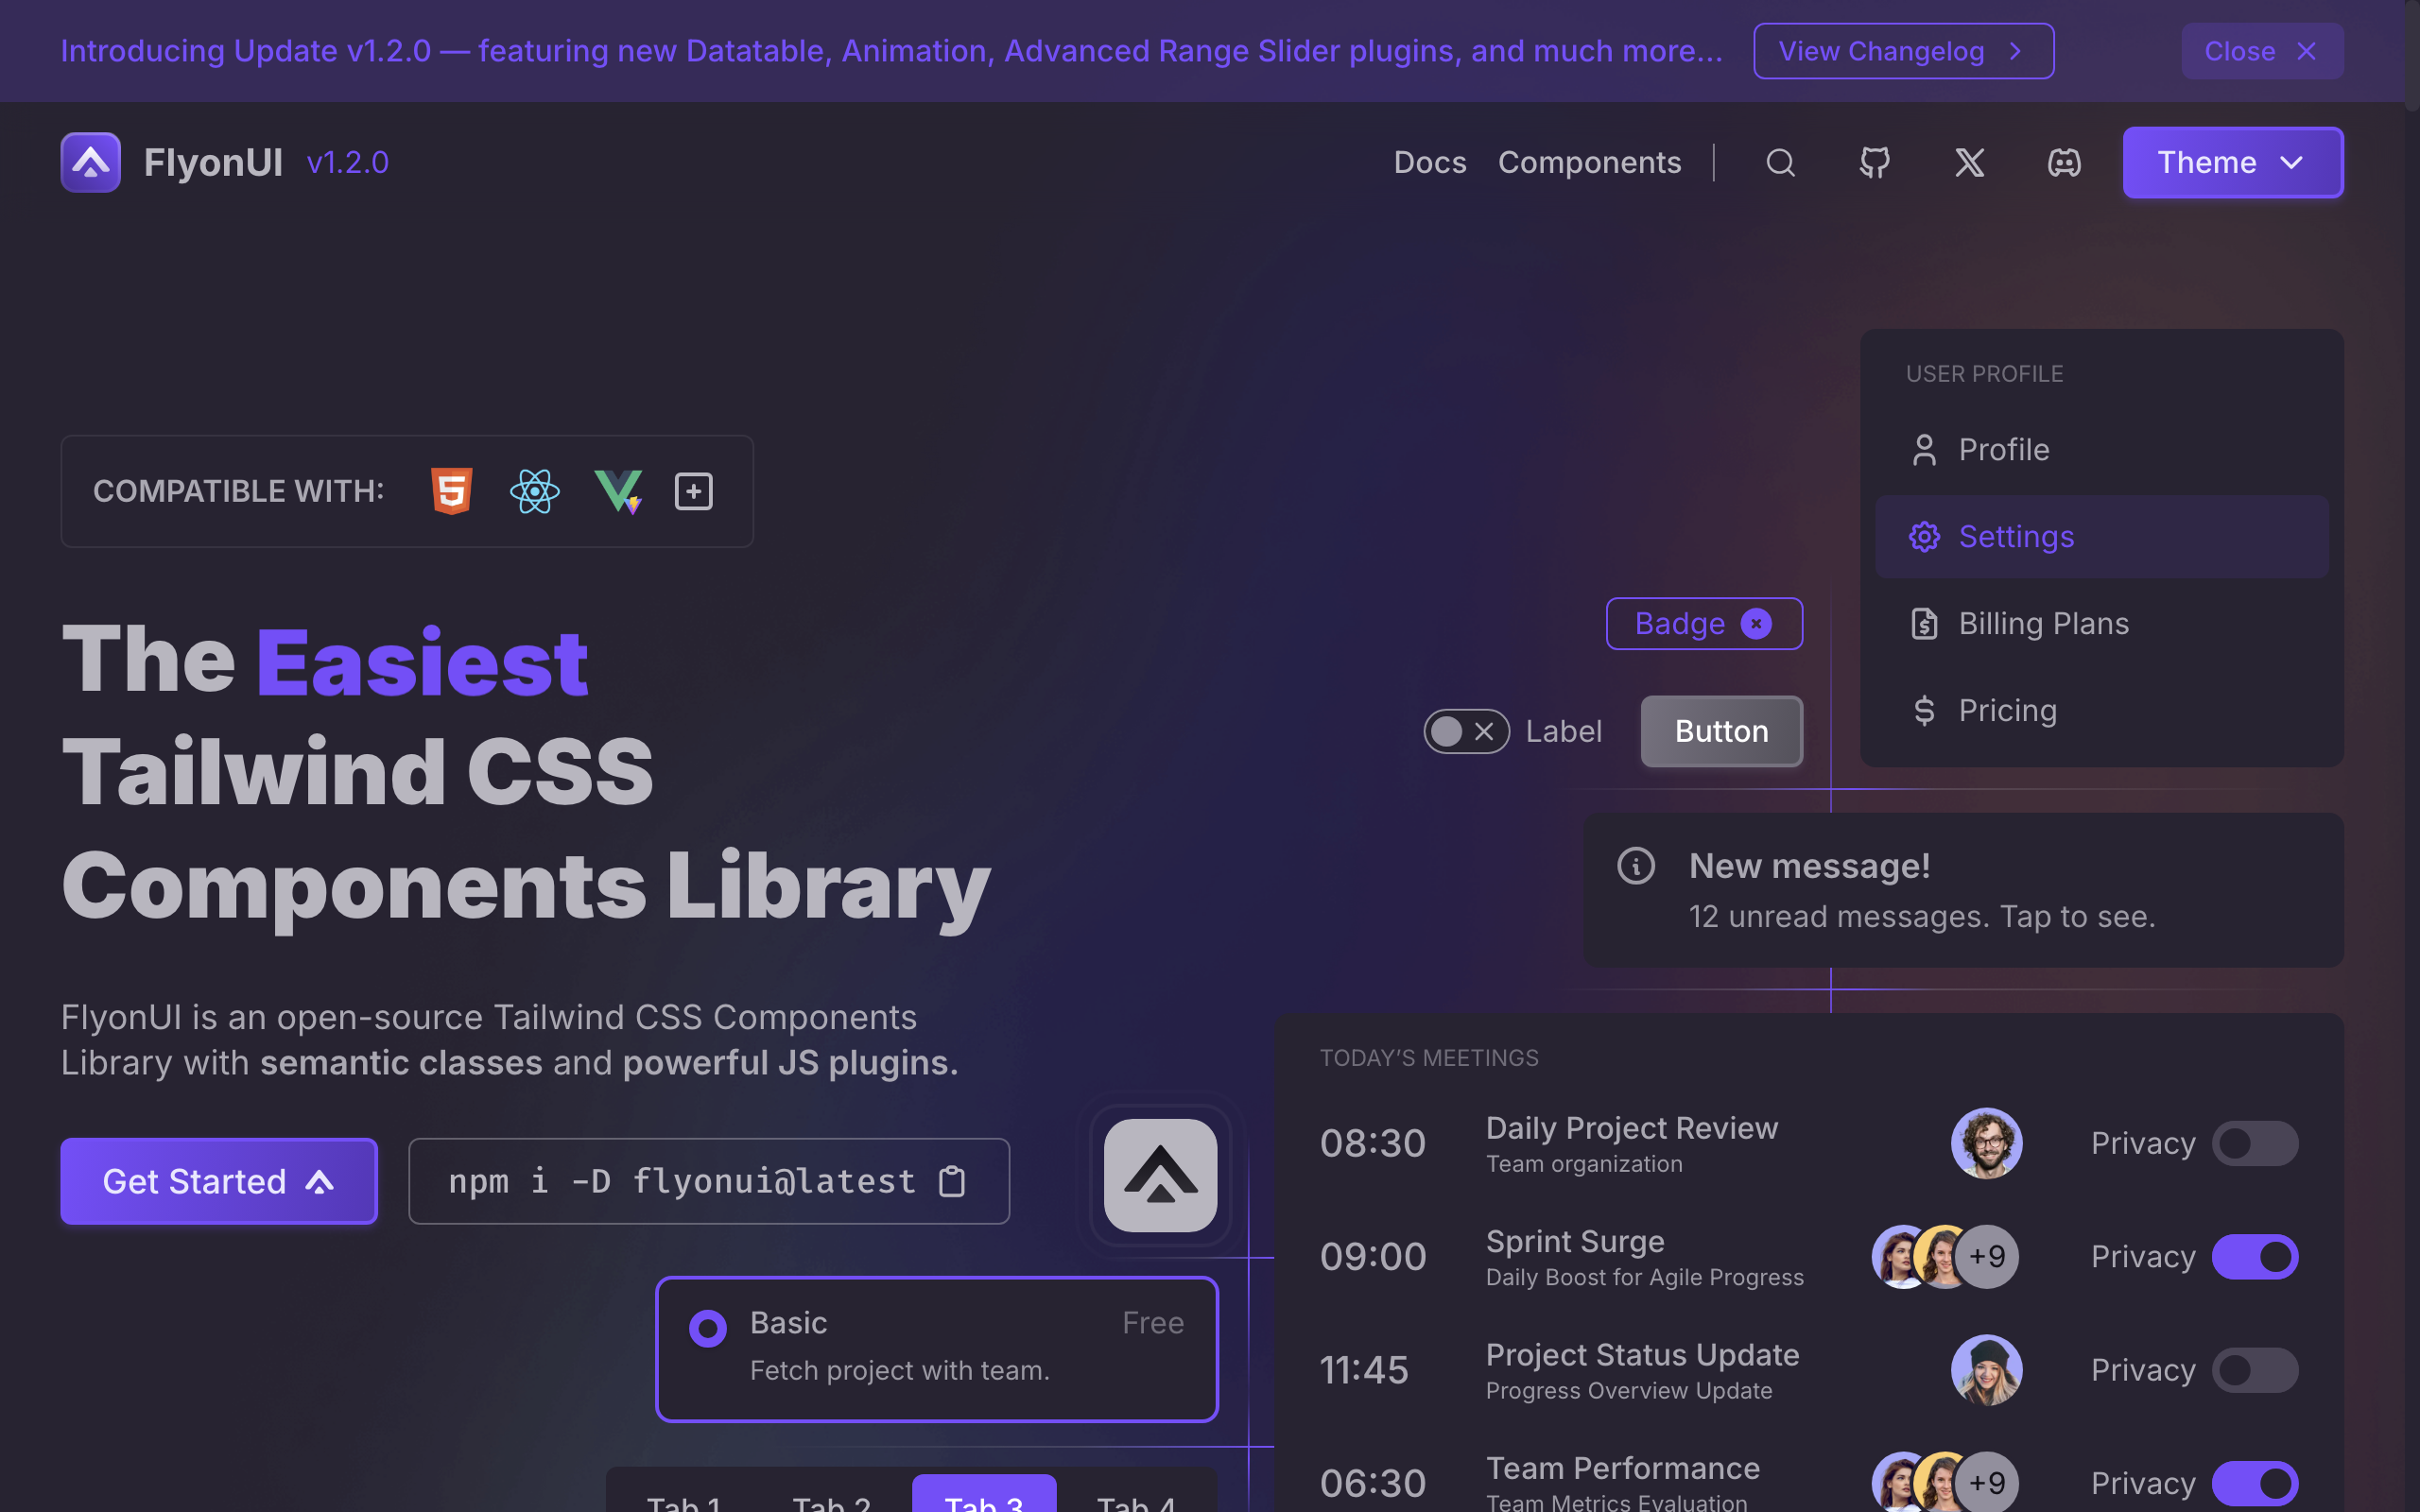 Introducing Update v1.2.0 — featuring new Datatable, Animation, Advanced Range Slider plugins, and much more...
View Changelog
Close
FlyonUI v1.2.0
Docs
Components
Theme
COMPATIBLE WITH:
The Easiest
Tailwind CSS
Components Library
FlyonUI is an open-source Tailwind CSS Components
Library with semantic classes and powerful JS plugins.
Get Started
npm i -D flyonui@latest
USER PROFILE
Profile
Settings
Billing Plans
Pricing
Badge
Label
Button
New message!
12 unread messages. Tap to see.
Basic
Free
Fetch project with team.
Tab 1
Tab 2
Tab 3
Tab 4
TODAY'S MEETINGS
08:30
Daily Project Review
Team organization
Privacy
09:00
Sprint Surge
Daily Boost for Agile Progress
+9
Privacy
11:45
Project Status Update
Progress Overview Update
Privacy
06:30
Team Performance
Team Metrics Evaluation
+9
Privacy